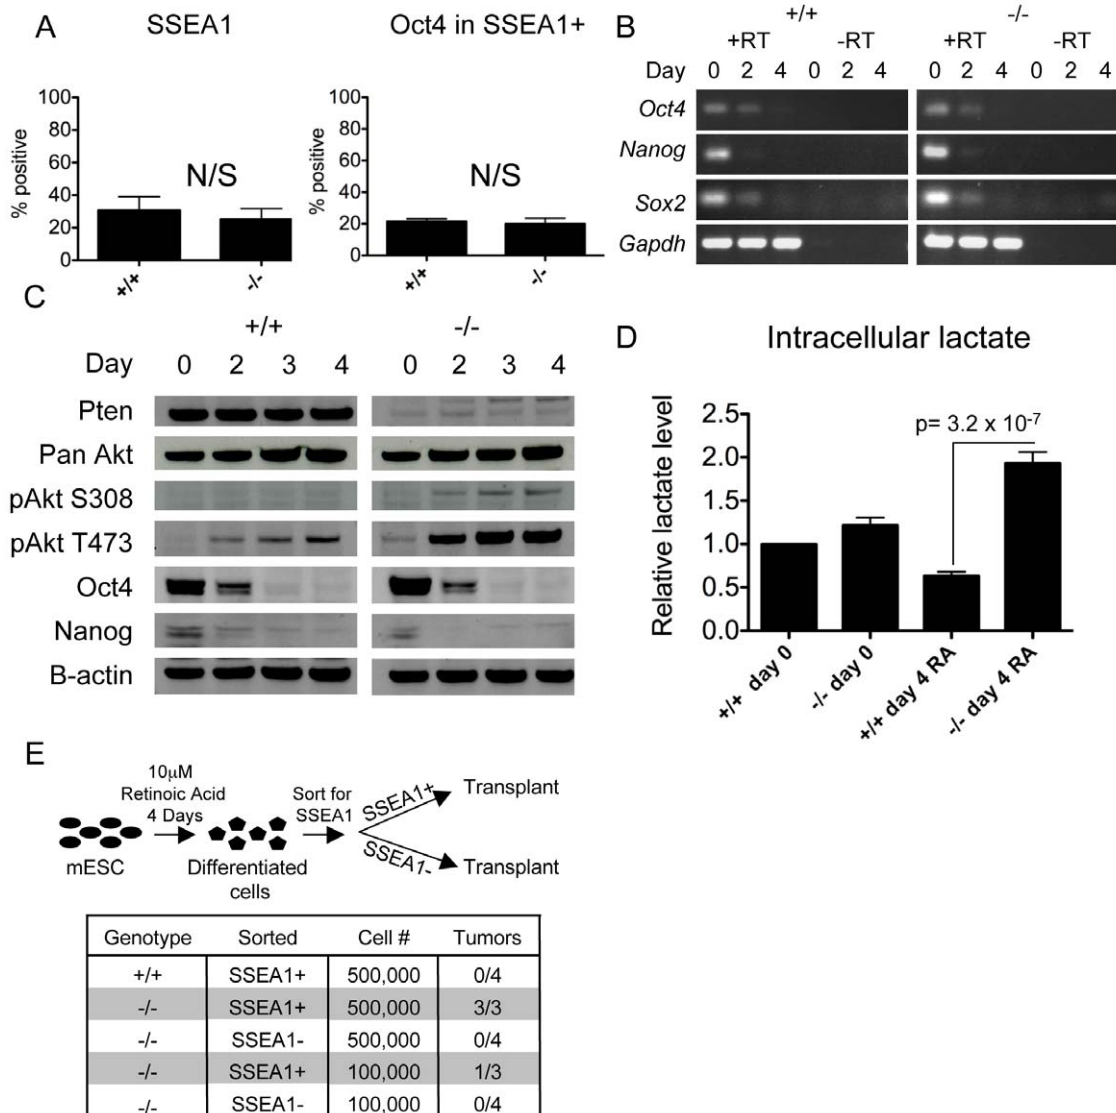 A
SSEA1
% positive
100
80
60
40
20
0
N/S
+/+
-/-
Oct4 in SSEA1+
% positive
100
80
60
40
20
0
N/S
+/+
-/-
B
+/+ -/-
+RT -RT +RT -RT
Day 0 2 4 0 2 4 0 2 4 0 2 4
Oct4
Nanog
Sox2
Gapdh
C
+/+ -/-
Day 0 2 3 4 0 2 3 4
Pten
Pan Akt
pAkt S308
pAkt T473
Oct4
Nanog
B-actin
D
Intracellular lactate
Relative lactate level
2.5
2.0
1.5
1.0
0.5
0.0
p= 3.2 x 10-7
+/+ day 0
-/- day 0
+/+ day 4 RA
-/- day 4 RA
E
mESC
10µM
Retinoic Acid
4 Days
Differentiated
cells
Sort for
SSEA1
SSEA1+
Transplant
SSEA1-
Transplant
Genotype Sorted Cell # Tumors
+/+ SSEA1+ 500,000 0/4
-/- SSEA1+ 500,000 3/3
-/- SSEA1- 500,000 0/4
-/- SSEA1+ 100,000 1/3
-/- SSEA1- 100,000 0/4